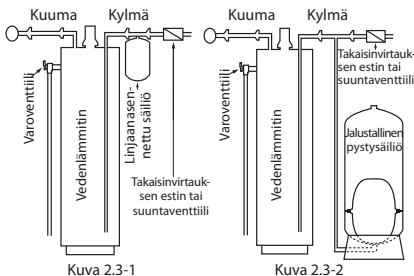 Kuuma
Kylmä
Varoventtiili
Vedenlämmitin
Linjaanasen-
nettu säiliö
Takaisinvirtauk-
sen estin tai
suuntaventtiili
Kuva 2.3-1
Kuuma
Kylmä
Takaisinvirtauk-
sen estin tai
suuntaventtiili
Varoventtiili
Vedenlämmitin
Jalustallinen
pystysäiliö
Kuva 2.3-2